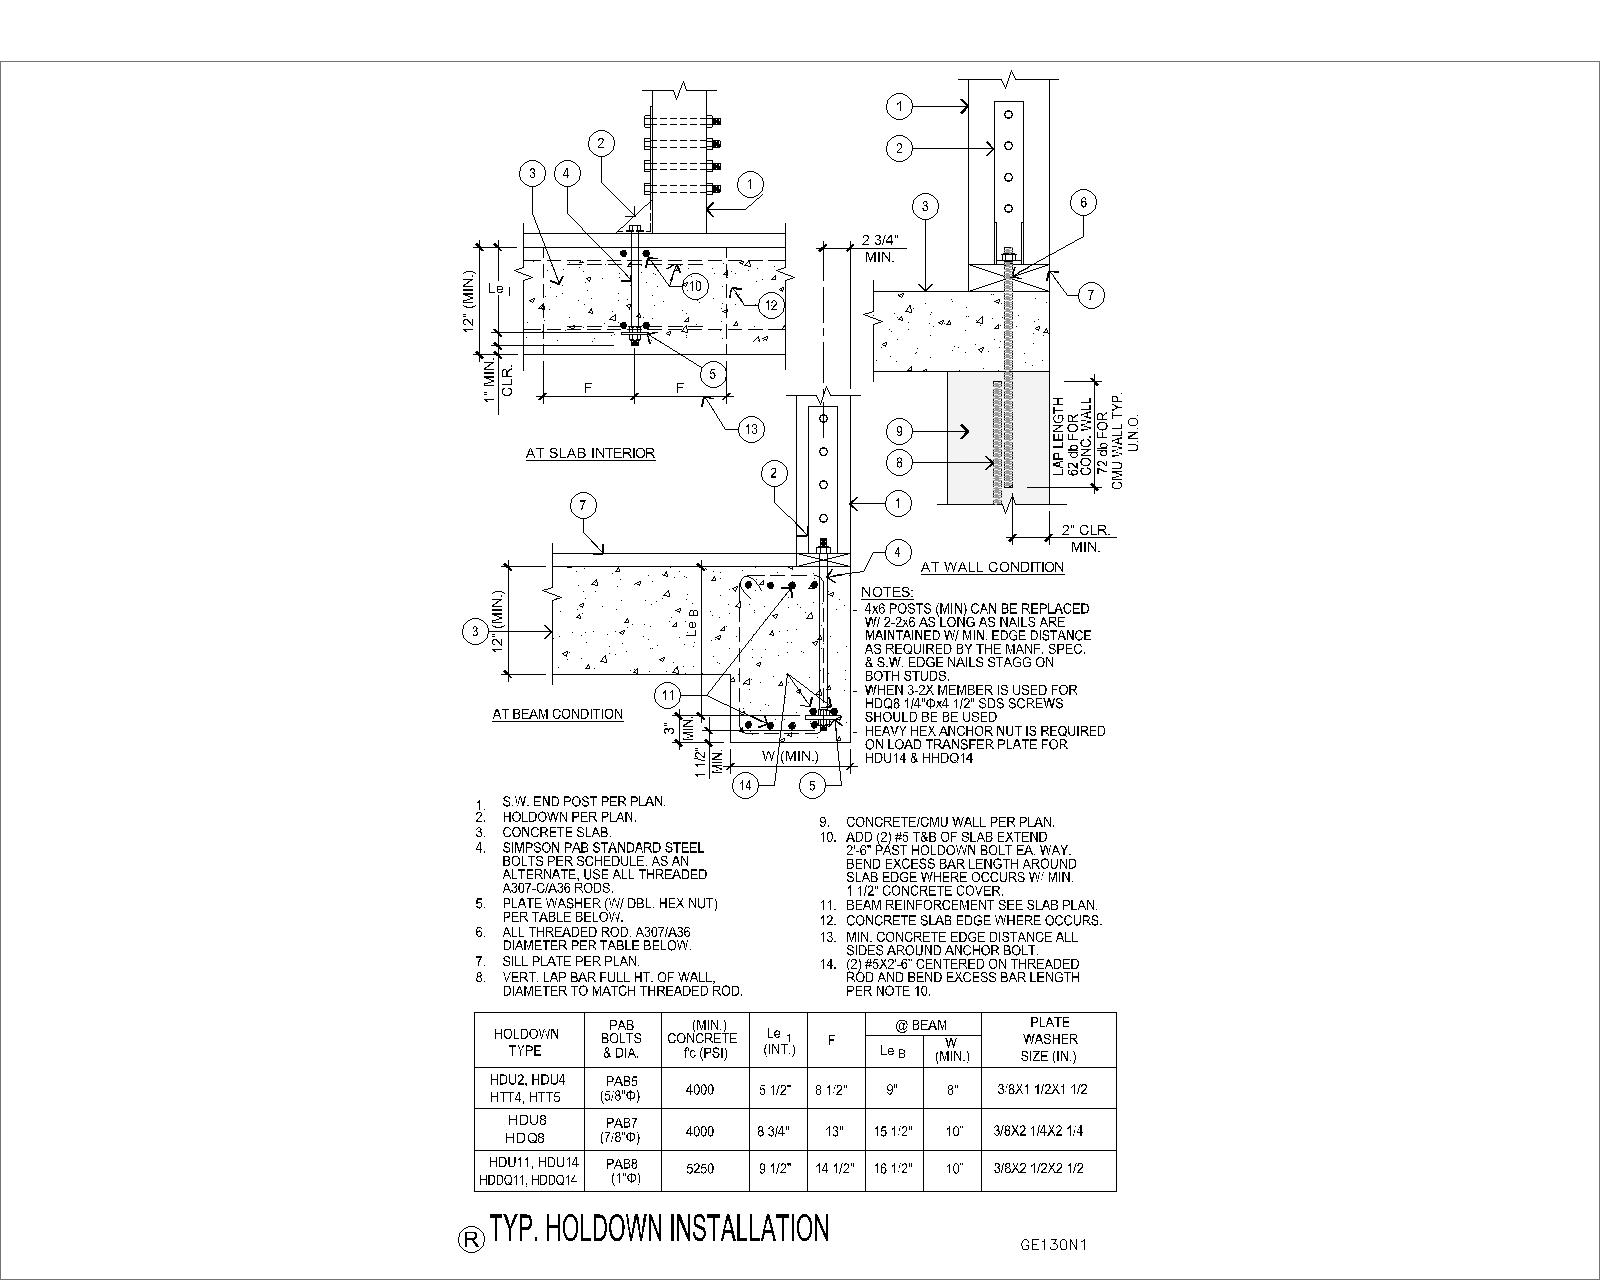 1
2
3
4
1
10
12
12" (MIN.)
Le I
1" MIN.
CLR.
F
F
5
13
AT SLAB INTERIOR
1
2
3
6
7
2 3/4"
MIN.
9
8
LAP LENGTH
62 db FOR
CONC. WALL
72 db FOR
CMU WALL TYP.
U.N.O.
2" CLR.
MIN.
AT WALL CONDITION
2
7
1
4
3
12" (MIN.)
Le B
11
3"
MIN.
1 1/2"
MIN.
W (MIN.)
14
5
AT BEAM CONDITION
NOTES:
- 4x6 POSTS (MIN) CAN BE REPLACED
W/ 2-2x6 AS LONG AS NAILS ARE
MAINTAINED W/ MIN. EDGE DISTANCE
AS REQUIRED BY THE MANF. SPEC.
& S.W. EDGE NAILS STAGG ON
BOTH STUDS.
- WHEN 3-2X MEMBER IS USED FOR
HDQ8 1/4"Φx4 1/2" SDS SCREWS
SHOULD BE BE USED
- HEAVY HEX ANCHOR NUT IS REQUIRED
ON LOAD TRANSFER PLATE FOR
HDU14 & HHDQ14
1. S.W. END POST PER PLAN.
2. HOLDOWN PER PLAN.
3. CONCRETE SLAB.
4. SIMPSON PAB STANDARD STEEL
BOLTS PER SCHEDULE. AS AN
ALTERNATE, USE ALL THREADED
A307-C/A36 RODS.
5. PLATE WASHER (W/ DBL. HEX NUT)
PER TABLE BELOW.
6. ALL THREADED ROD. A307/A36
DIAMETER PER TABLE BELOW.
7. SILL PLATE PER PLAN.
8. VERT. LAP BAR FULL HT. OF WALL,
DIAMETER TO MATCH THREADED ROD.
9. CONCRETE/CMU WALL PER PLAN.
10. ADD (2) #5 T&B OF SLAB EXTEND
2'-6" PAST HOLDOWN BOLT EA. WAY.
BEND EXCESS BAR LENGTH AROUND
SLAB EDGE WHERE OCCURS W/ MIN.
1 1/2" CONCRETE COVER.
11. BEAM REINFORCEMENT SEE SLAB PLAN.
12. CONCRETE SLAB EDGE WHERE OCCURS.
13. MIN. CONCRETE EDGE DISTANCE ALL
SIDES AROUND ANCHOR BOLT.
14. (2) #5X2'-6" CENTERED ON THREADED
ROD AND BEND EXCESS BAR LENGTH
PER NOTE 10.
HOLDOWN TYPE PAB BOLTS & DIA. (MIN.) CONCRETE f'c (PSI) Le 1 (INT.) F @ BEAM PLATE WASHER SIZE (IN.)
Le B W (MIN.)
HDU2, HDU4 HTT4, HTT5 PAB5 (5/8"Φ) 4000 5 1/2" 8 1/2" 9" 8" 3/8X1 1/2X1 1/2
HDU8 HDQ8 PAB7 (7/8"Φ) 4000 8 3/4" 13" 15 1/2" 10" 3/8X2 1/4X2 1/4
HDU11, HDU14 HDDQ11, HDDQ14 PAB8 (1"Φ) 5250 9 1/2" 14 1/2" 16 1/2" 10" 3/8X2 1/2X2 1/2
R TYP. HOLDOWN INSTALLATION
GE130N1